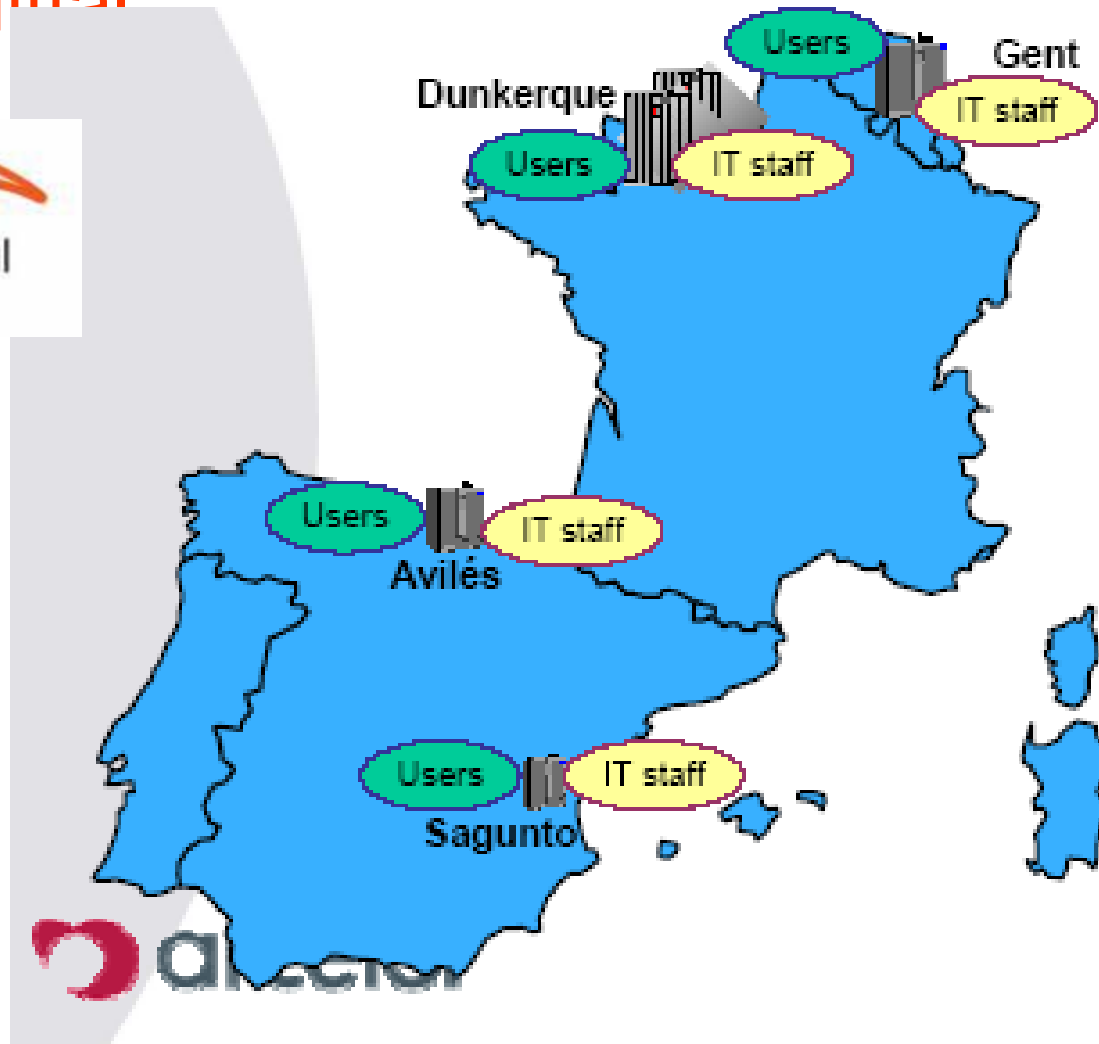 Users
Gent
Dunkerque
IT staff
Users
IT staff
Users
IT staff
Avilés
Users
IT staff
Sagunto